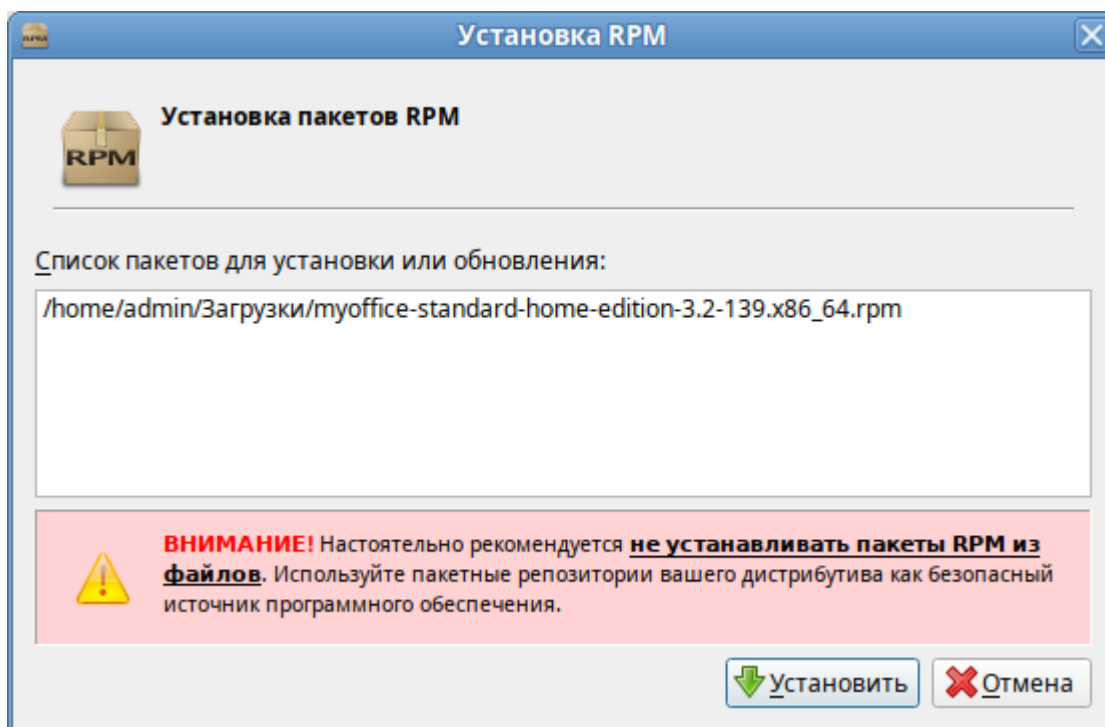 Установка RPM
Установка пакетов RPM
RPM
Список пакетов для установки или обновления:
/home/admin/Загрузки/myoffice-standard-home-edition-3.2-139.x86_64.rpm
ВНИМАНИЕ! Настоятельно рекомендуется не устанавливать пакеты RPM из
файлов. Используйте пакетные репозитории вашего дистрибутива как безопасный
источник программного обеспечения.
Установить
Отмена